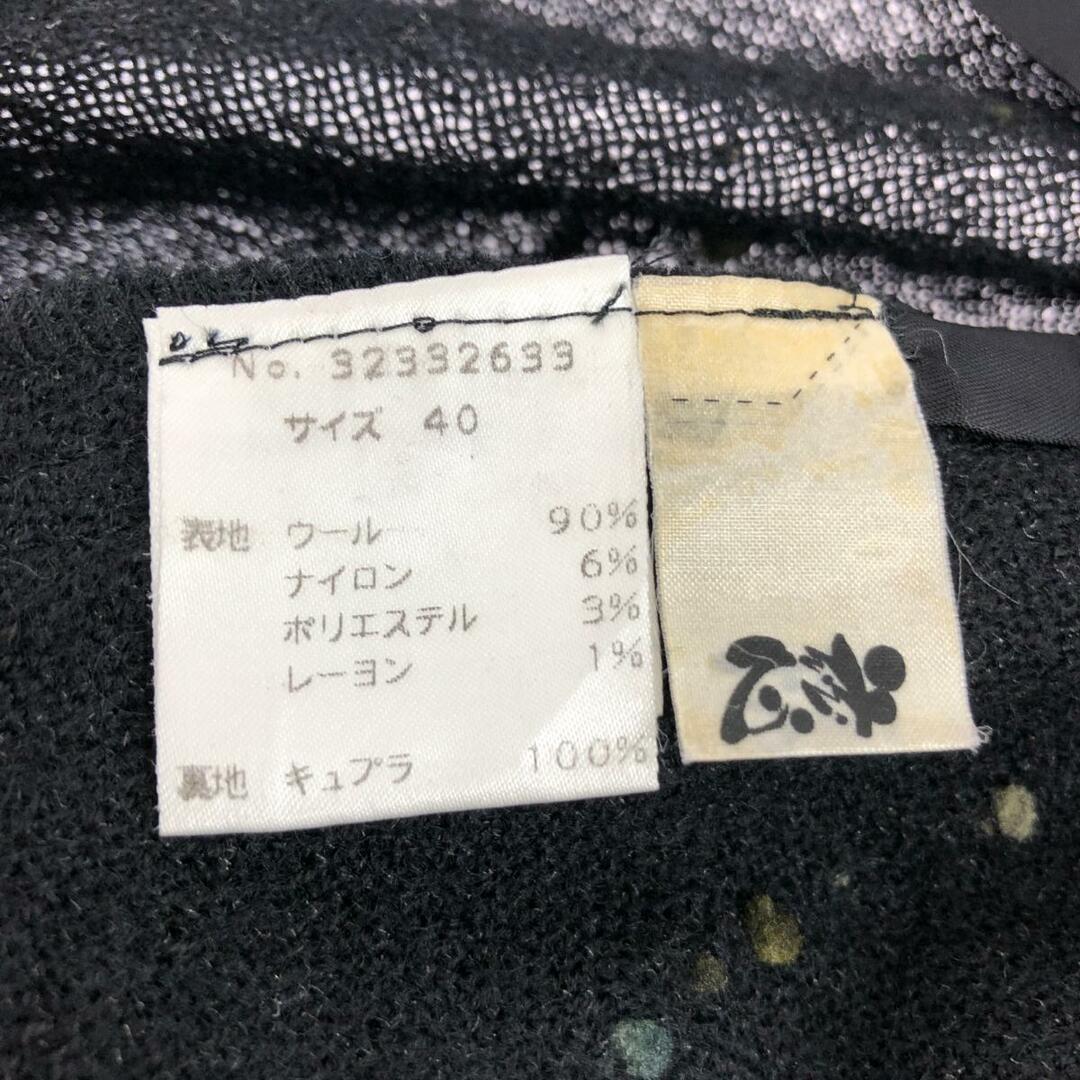 No. 32332633
サイズ 40
表地 ウール 90%
ナイロン 6%
ポリエステル 3%
レーヨン 1%
裏地 キュプラ 100%